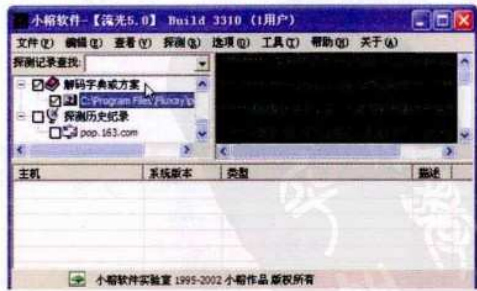 小榕软件-【流光5.0】 Build 3310 (1用户)
文件(F) 编辑(E) 查看(V) 探测(R) 选项(O) 工具(T) 帮助(H) 关于(A)
探测记录查找:
解码字典或方案
C:\Program Files\Fluxay\p
探测历史纪录
pop.163.com
主机 系统版本 类型 描述
小榕软件实验室 1995-2002 小榕作品 版权所有